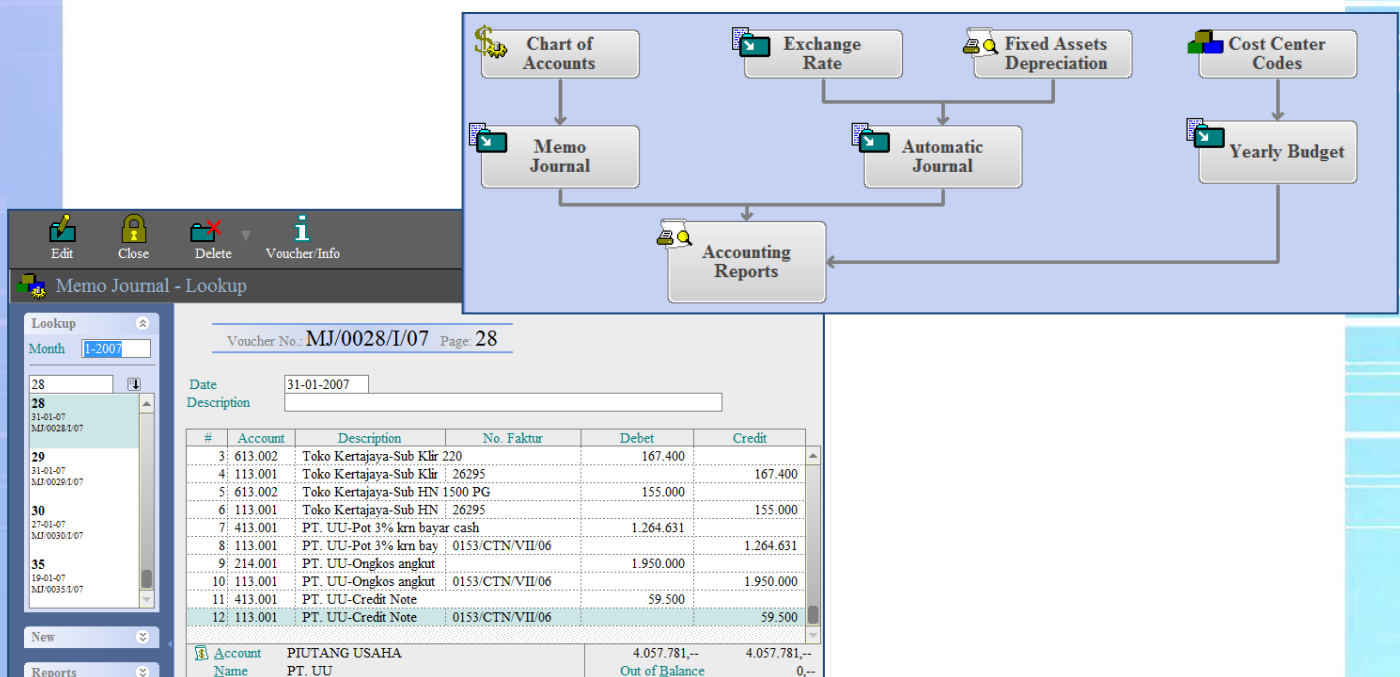 Chart of
Accounts
Exchange
Rate
Fixed Assets
Depreciation
Cost Center
Codes
Memo
Journal
Automatic
Journal
Yearly Budget
Accounting
Reports
Edit Close Delete Voucher/Info
Memo Journal - Lookup
Lookup
Month 1-2007
28
28
31-01-07
MJ/0028/I/07
29
31-01-07
MJ/0029/I/07
30
27-01-07
MJ/0030/I/07
35
19-01-07
MJ/0035/I/07
New
Reports
Voucher No.: MJ/0028/I/07 Page: 28
Date 31-01-2007
Description
# Account Description No. Faktur Debet Credit
3 613.002 Toko Kertajaya-Sub Klir 220 167.400
4 113.001 Toko Kertajaya-Sub Klir 26295 167.400
5 613.002 Toko Kertajaya-Sub HN 1500 PG 155.000
6 113.001 Toko Kertajaya-Sub HN 26295 155.000
7 413.001 PT. UU-Pot 3% krn bayar cash 1.264.631
8 113.001 PT. UU-Pot 3% krn bay 0153/CTN/VII/06 1.264.631
9 214.001 PT. UU-Ongkos angkut 1.950.000
10 113.001 PT. UU-Ongkos angkut 0153/CTN/VII/06 1.950.000
11 413.001 PT. UU-Credit Note 59.500
12 113.001 PT. UU-Credit Note 0153/CTN/VII/06 59.500
Account PIUTANG USAHA 4.057.781,-- 4.057.781,--
Name PT. UU Out of Balance 0,--